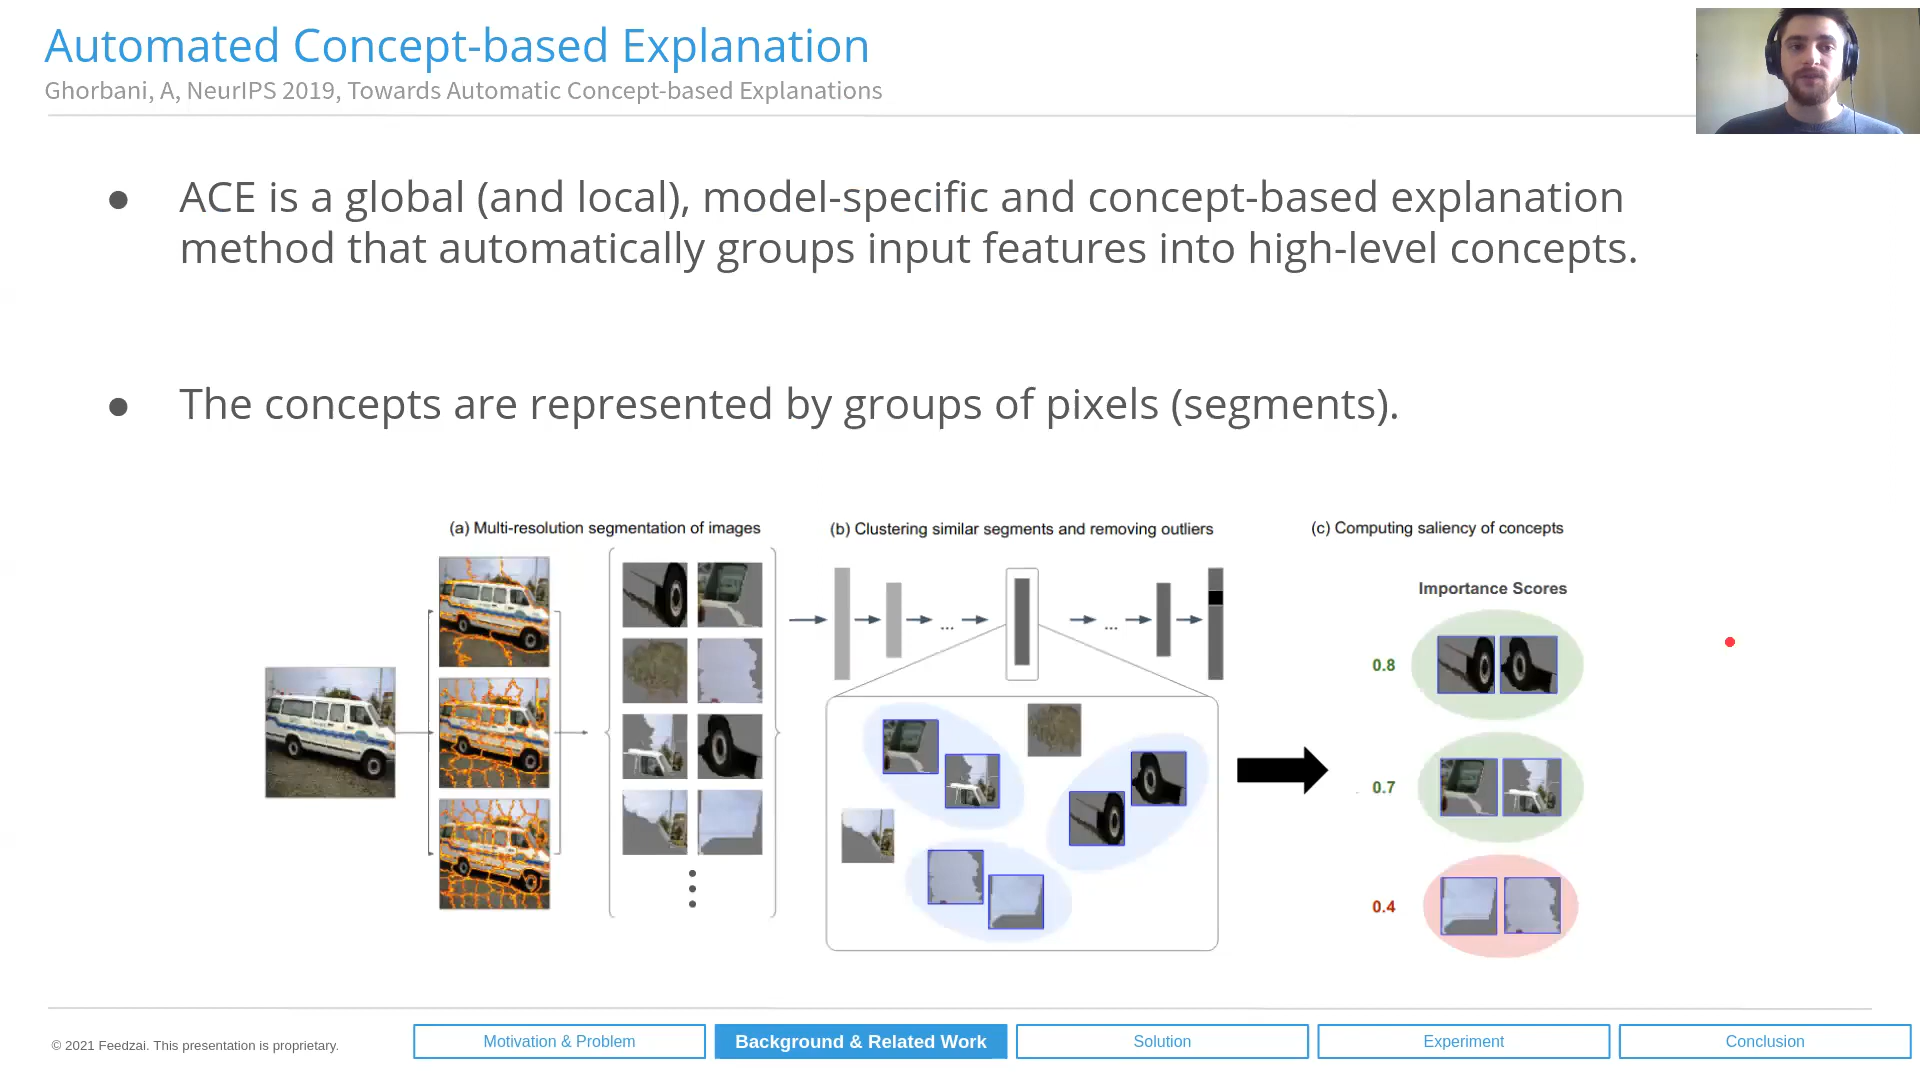 Automated Concept-based Explanation
Ghorbani, A, NeurIPS 2019, Towards Automatic Concept-based Explanations
● ACE is a global (and local), model-specific and concept-based explanation
method that automatically groups input features into high-level concepts.
● The concepts are represented by groups of pixels (segments).
(a) Multi-resolution segmentation of images
(b) Clustering similar segments and removing outliers
(c) Computing saliency of concepts
... ...
Importance Scores
0.8
0.7
0.4
© 2021 Feedzai. This presentation is proprietary.
Motivation & Problem
Background & Related Work
Solution
Experiment
Conclusion